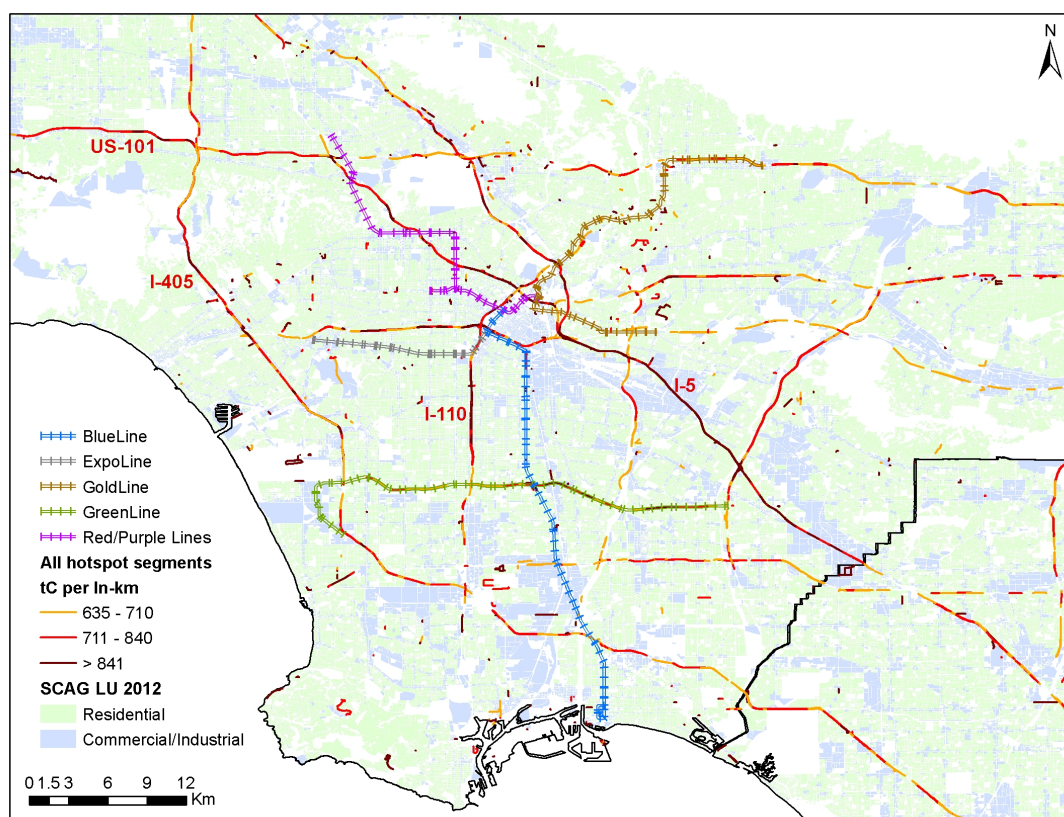 N
US-101
I-405
I-5
I-110
BlueLine
ExpoLine
GoldLine
GreenLine
Red/Purple Lines
All hotspot segments
tC per ln-km
635 - 710
711 - 840
> 841
SCAG LU 2012
Residential
Commercial/Industrial
0 1.5 3 6 9 12
Km